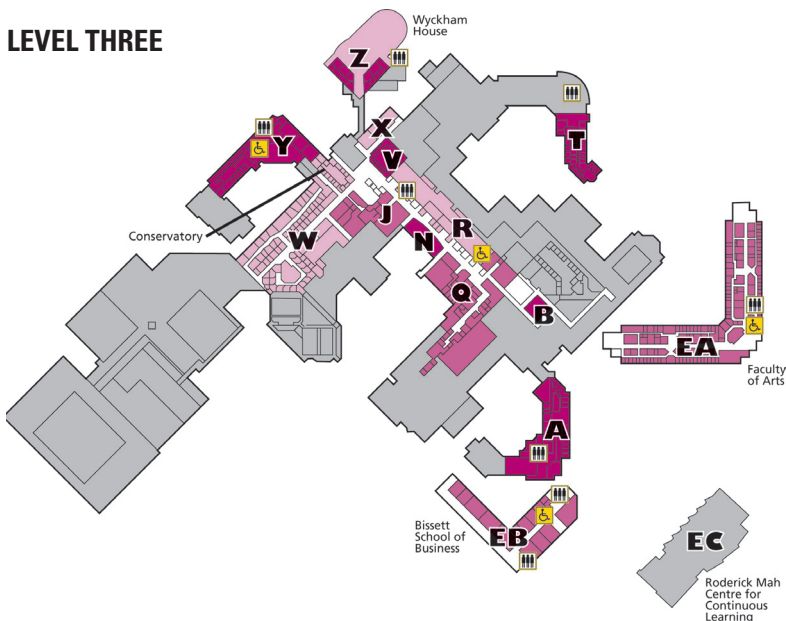 LEVEL THREE
Wyckham
House
Z
X
Y
V
T
Conservatory
J
W
R
N
Q
B
EA
Faculty
of Arts
A
Bissett
School of
Business
EB
EC
Roderick Mah
Centre for
Continuous
Learning